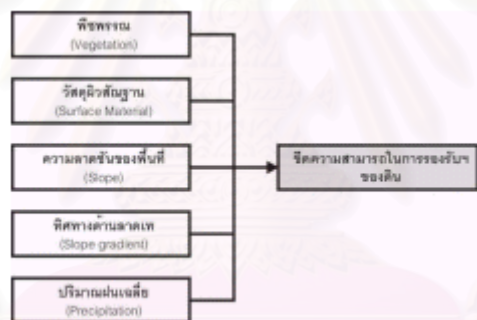 พืชพรรณ
(Vegetation)
วัสดุผิวสัณฐาน
(Surface Material)
ความลาดชันของพื้นที่
(Slope)
ขีดความสามารถในการรองรับฯ
ของดิน
ทิศทางด้านลาดเท
(Slope gradient)
ปริมาณฝนเฉลี่ย
(Precipitation)